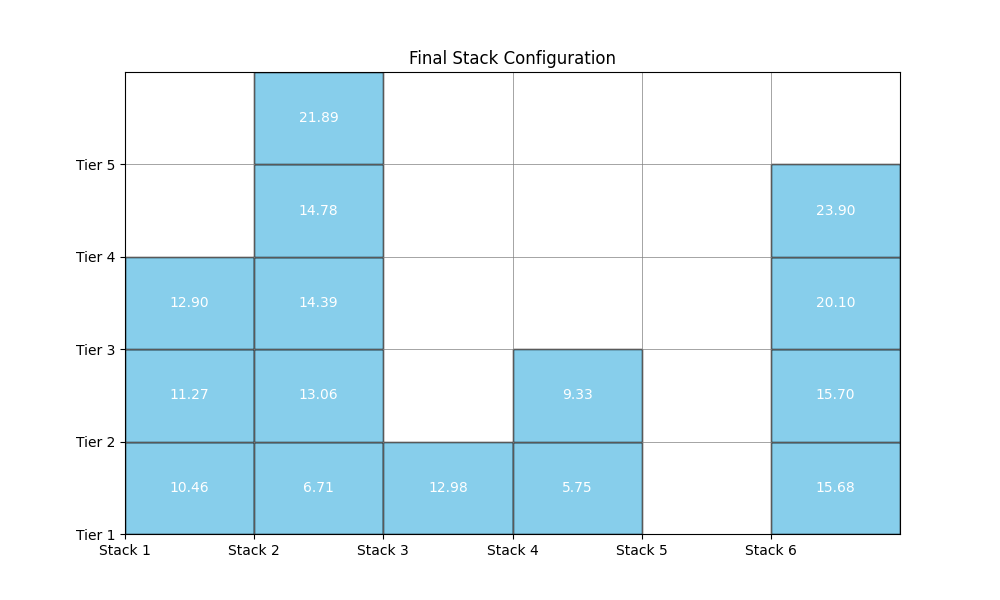 Final Stack Configuration
21.89
Tier 5
14.78
23.90
Tier 4
12.90
14.39
20.10
Tier 3
11.27
13.06
9.33
15.70
Tier 2
10.46
6.71
12.98
5.75
15.68
Tier 1
Stack 1
Stack 2
Stack 3
Stack 4
Stack 5
Stack 6